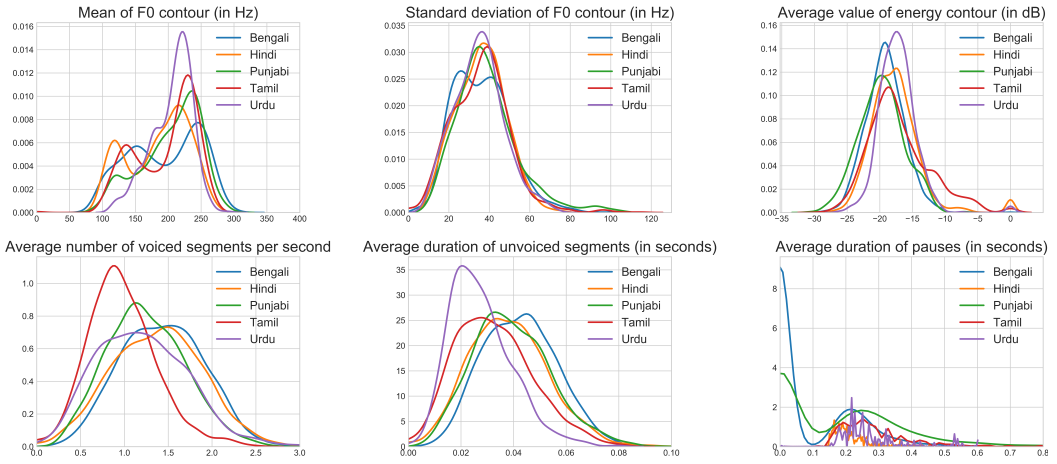 Mean of F0 contour (in Hz)
0.016
0.014
0.012
0.010
0.008
0.006
0.004
0.002
0.000
0 50 100 150 200 250 300 350 400
Bengali
Hindi
Punjabi
Tamil
Urdu
Standard deviation of F0 contour (in Hz)
0.035
0.030
0.025
0.020
0.015
0.010
0.005
0.000
0 20 40 60 80 100 120
Bengali
Hindi
Punjabi
Tamil
Urdu
Average value of energy contour (in dB)
0.16
0.14
0.12
0.10
0.08
0.06
0.04
0.02
0.00
−35 −30 −25 −20 −15 −10 −5 0
Bengali
Hindi
Punjabi
Tamil
Urdu
Average number of voiced segments per second
1.0
0.8
0.6
0.4
0.2
0.0
0.0 0.5 1.0 1.5 2.0 2.5 3.0
Bengali
Hindi
Punjabi
Tamil
Urdu
Average duration of unvoiced segments (in seconds)
35
30
25
20
15
10
5
0
0.00 0.02 0.04 0.06 0.08 0.10
Bengali
Hindi
Punjabi
Tamil
Urdu
Average duration of pauses (in seconds)
8
6
4
2
0
0.0 0.1 0.2 0.3 0.4 0.5 0.6 0.7 0.8
Bengali
Hindi
Punjabi
Tamil
Urdu